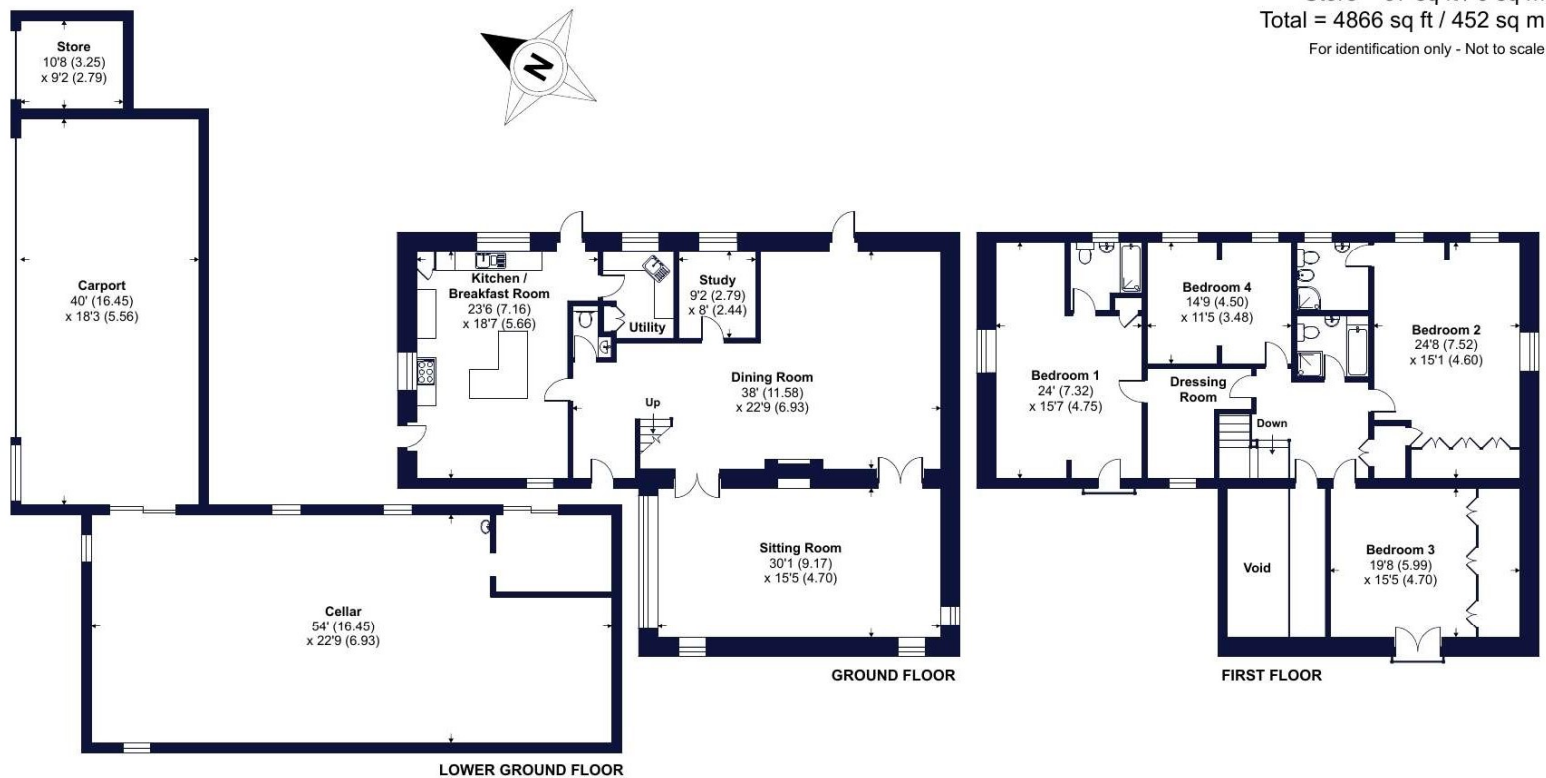 Total = 4866 sq ft / 452 sq m
For identification only - Not to scale
N
Store
10'8 (3.25)
x 9'2 (2.79)
Carport
40' (16.45)
x 18'3 (5.56)
Cellar
54' (16.45)
x 22'9 (6.93)
LOWER GROUND FLOOR
Kitchen /
Breakfast Room
23'6 (7.16)
x 18'7 (5.66)
Utility
Study
9'2 (2.79)
x 8' (2.44)
Dining Room
38' (11.58)
x 22'9 (6.93)
Up
Sitting Room
30'1 (9.17)
x 15'5 (4.70)
GROUND FLOOR
Bedroom 1
24' (7.32)
x 15'7 (4.75)
Bedroom 4
14'9 (4.50)
x 11'5 (3.48)
Dressing
Room
Down
Bedroom 2
24'8 (7.52)
x 15'1 (4.60)
Void
Bedroom 3
19'8 (5.99)
x 15'5 (4.70)
FIRST FLOOR